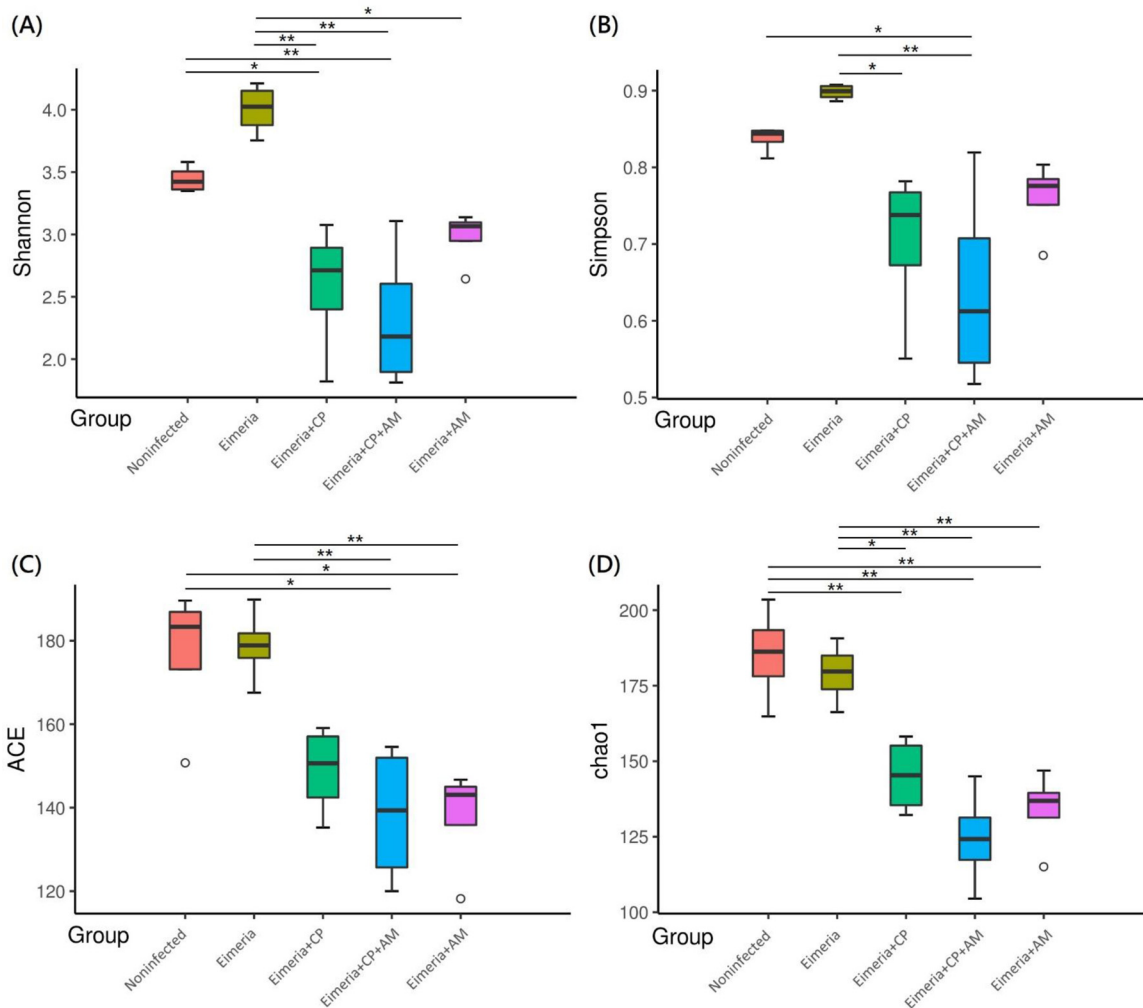 (A)
*
**
**
**
*
4.0
3.5
3.0
2.5
2.0
Shannon
Group
Noninfected
Eimeria
Eimeria+CP
Eimeria+CP+AM
Eimeria+AM
(B)
*
**
*
0.9
0.8
0.7
0.6
0.5
Simpson
Group
Noninfected
Eimeria
Eimeria+CP
Eimeria+CP+AM
Eimeria+AM
(C)
**
**
*
*
180
160
140
120
ACE
Group
Noninfected
Eimeria
Eimeria+CP
Eimeria+CP+AM
Eimeria+AM
(D)
**
**
*
**
**
**
200
175
150
125
100
chao1
Group
Noninfected
Eimeria
Eimeria+CP
Eimeria+CP+AM
Eimeria+AM